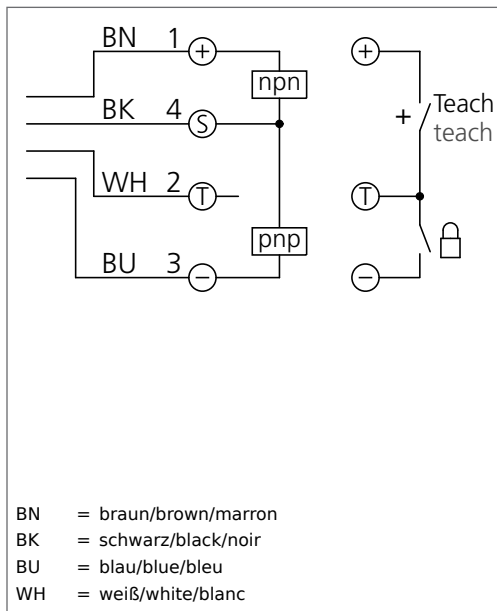 BN 1 + +
npn
BK 4 S + Teach
teach
WH 2 T T
pnp
BU 3 − −
BN = braun/brown/marron
BK = schwarz/black/noir
BU = blau/blue/bleu
WH = weiß/white/blanc